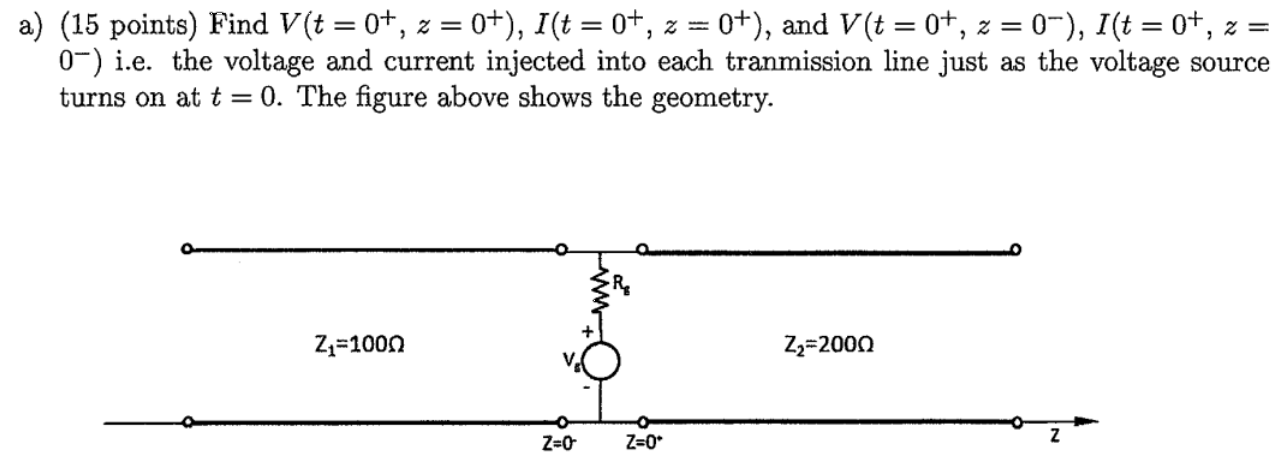 a) (15 points) Find V(t = 0⁺, z = 0⁺), I(t = 0⁺, z = 0⁺), and V(t = 0⁺, z = 0⁻), I(t = 0⁺, z =
0⁻) i.e. the voltage and current injected into each tranmission line just as the voltage source
turns on at t = 0. The figure above shows the geometry.
R_g
Z₁=100Ω
+
V_g
-
Z₂=200Ω
Z=0⁻
Z=0⁺
Z